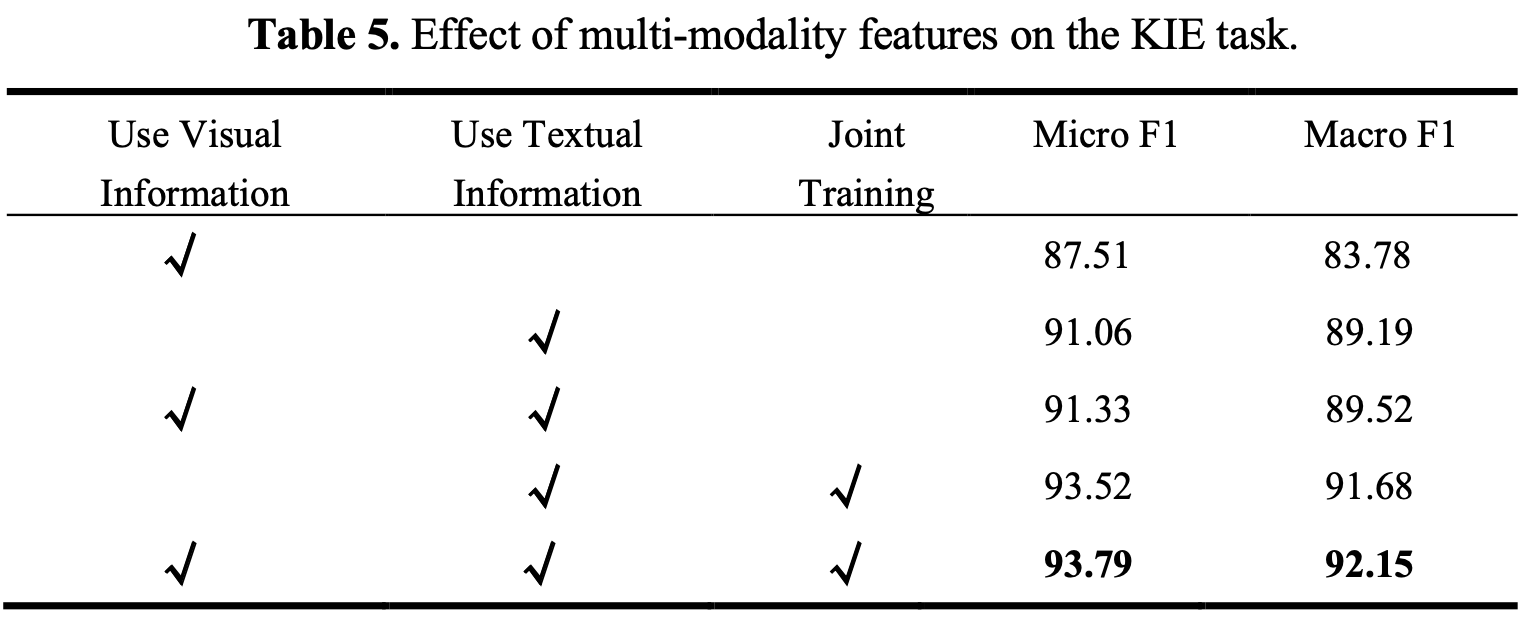 Table 5. Effect of multi-modality features on the KIE task.
Use Visual Information Use Textual Information Joint Training Micro F1 Macro F1
√ 87.51 83.78
√ 91.06 89.19
√ √ 91.33 89.52
√ √ 93.52 91.68
√ √ √ 93.79 92.15